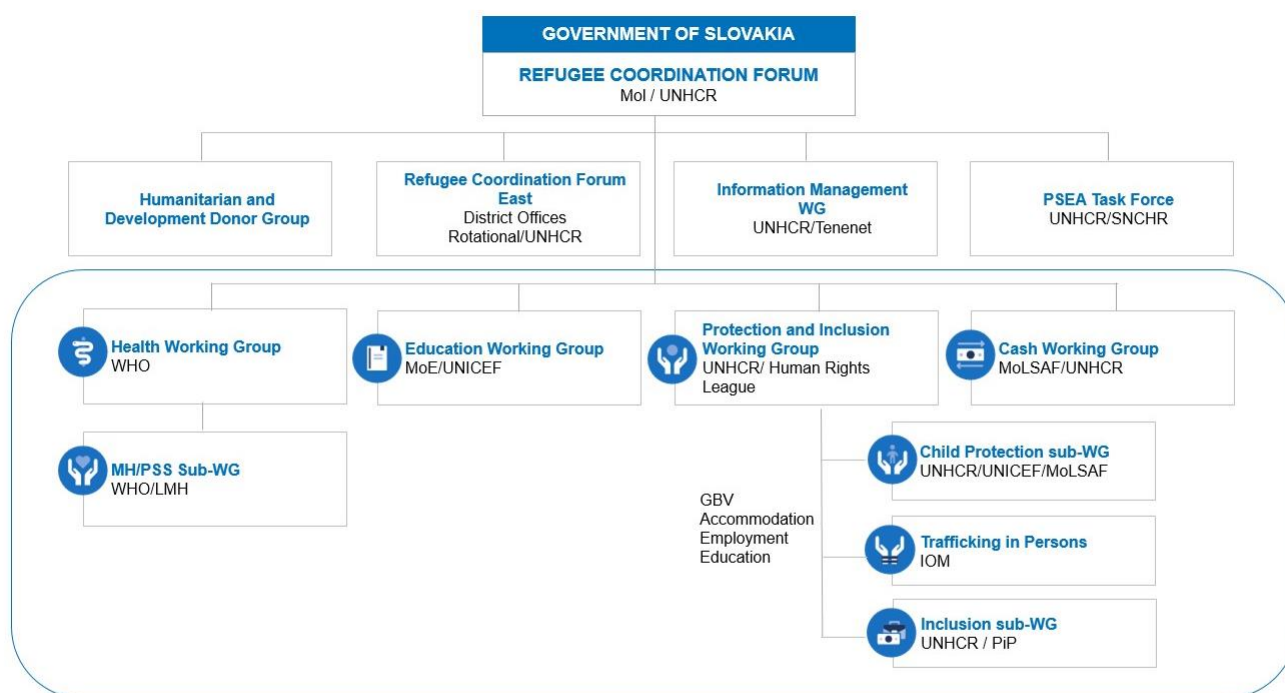 GOVERNMENT OF SLOVAKIA
REFUGEE COORDINATION FORUM
MoI / UNHCR
Humanitarian and
Development Donor Group
Refugee Coordination Forum
East
District Offices
Rotational/UNHCR
Information Management
WG
UNHCR/Tenenet
PSEA Task Force
UNHCR/SNCHR
Health Working Group
WHO
Education Working Group
MoE/UNICEF
Protection and Inclusion
Working Group
UNHCR/ Human Rights
League
Cash Working Group
MoLSAF/UNHCR
MH/PSS Sub-WG
WHO/LMH
GBV
Accommodation
Employment
Education
Child Protection sub-WG
UNHCR/UNICEF/MoLSAF
Trafficking in Persons
IOM
Inclusion sub-WG
UNHCR / PiP